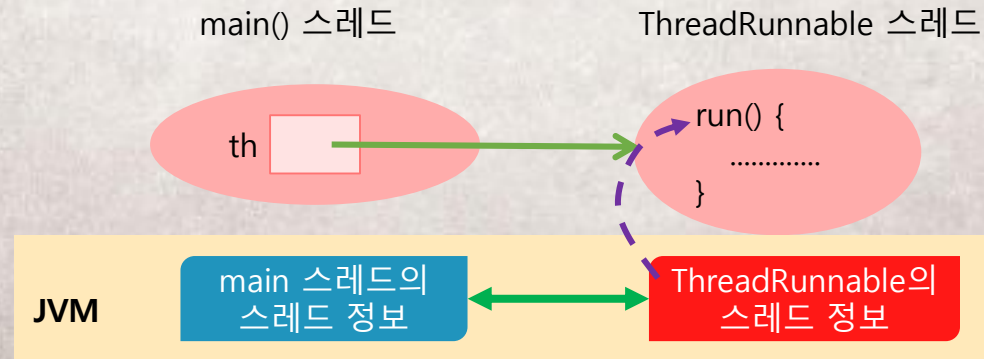 main() 스레드
ThreadRunnable 스레드
th
run() {
.............
}
JVM
main 스레드의
스레드 정보
ThreadRunnable의
스레드 정보